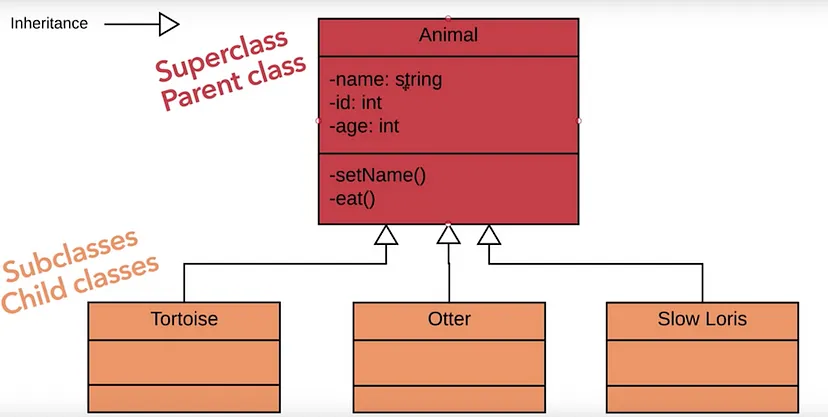 Inheritance
Superclass
Parent class
Animal
-name: string
-id: int
-age: int
-setName()
-eat()
Subclasses
Child classes
Tortoise
Otter
Slow Loris